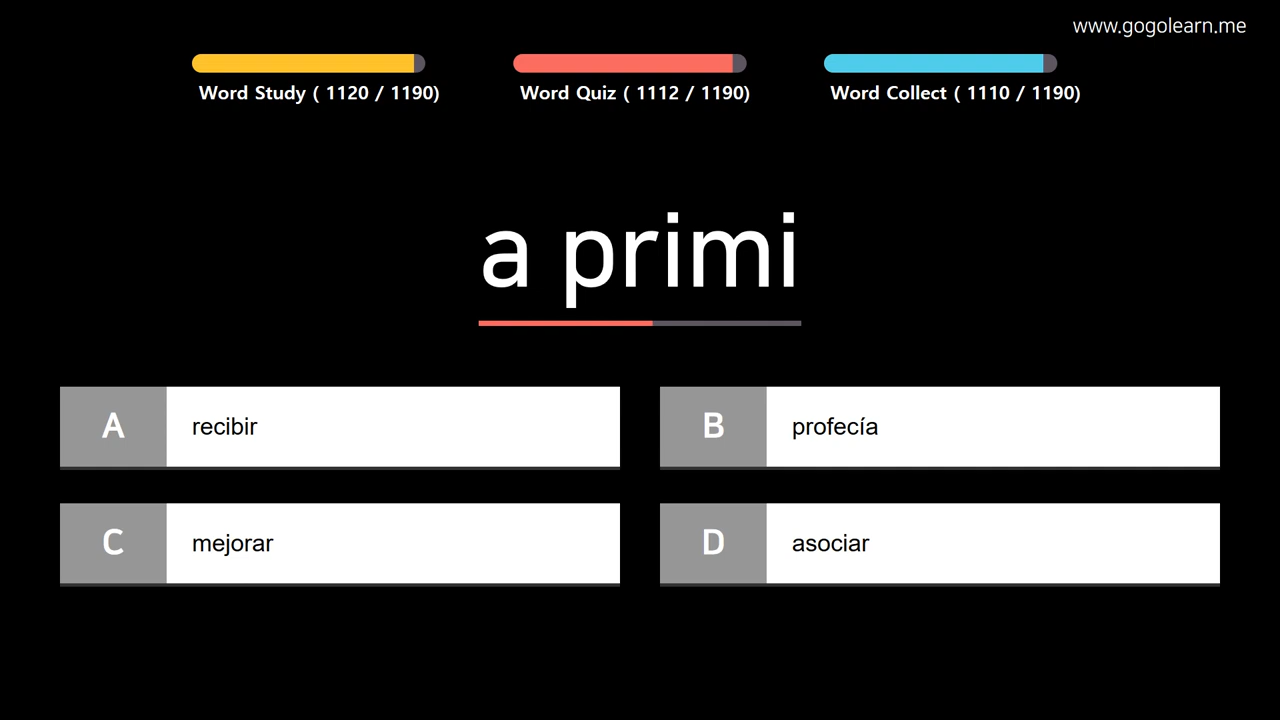 www.gogolearn.me
Word Study ( 1120 / 1190)
Word Quiz ( 1112 / 1190)
Word Collect ( 1110 / 1190)
a primi
A recibir
B profecía
C mejorar
D asociar